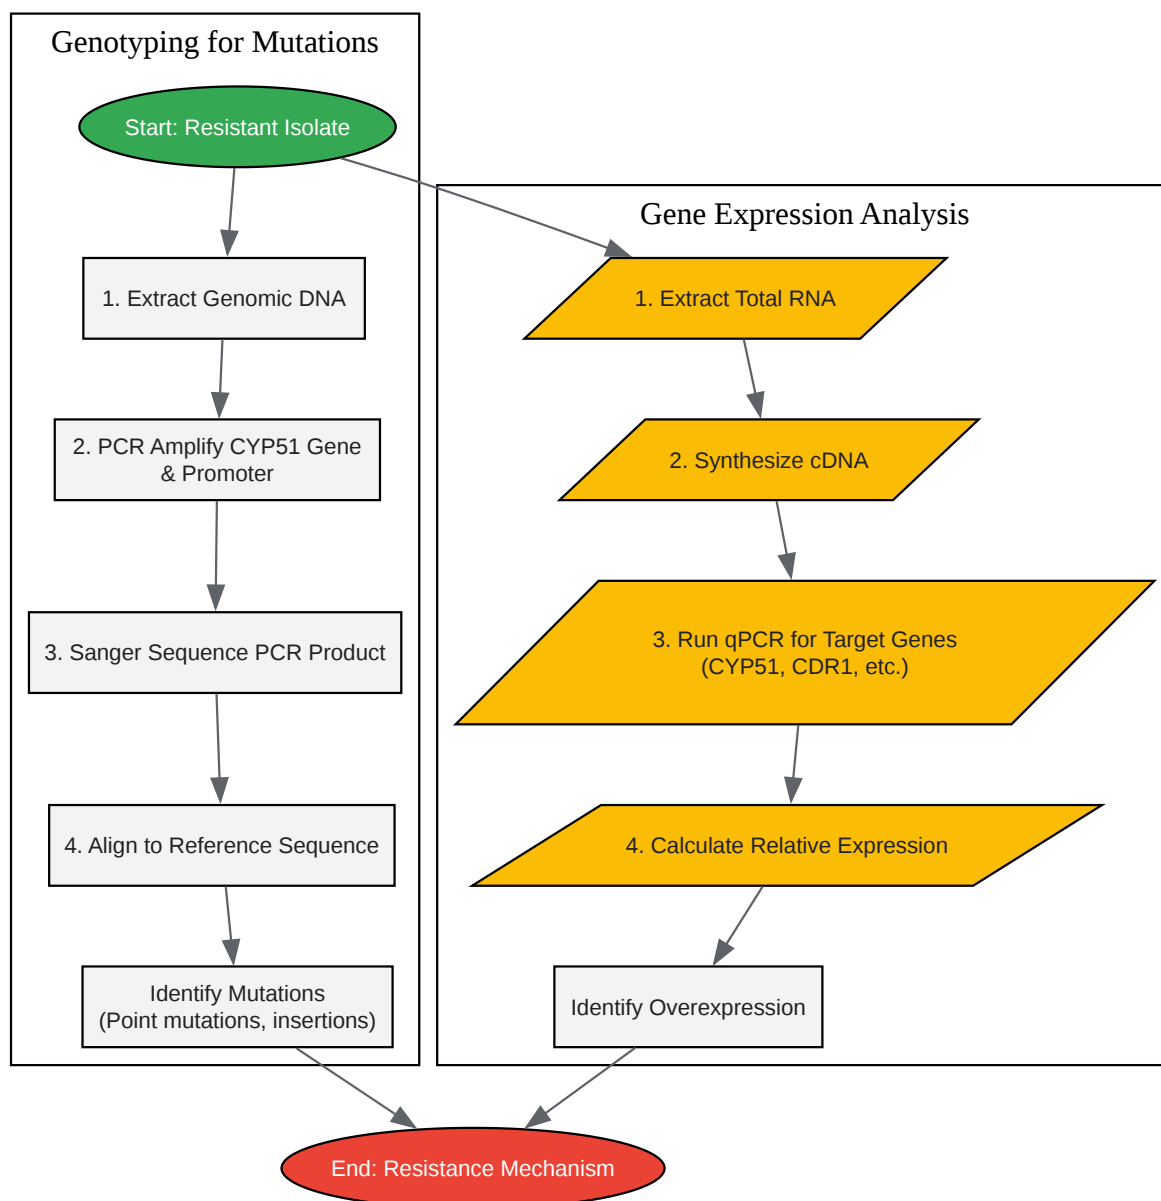 Genotyping for Mutations
Start: Resistant Isolate
1. Extract Genomic DNA
2. PCR Amplify CYP51 Gene
& Promoter
3. Sanger Sequence PCR Product
4. Align to Reference Sequence
Identify Mutations
(Point mutations, insertions)
Gene Expression Analysis
1. Extract Total RNA
2. Synthesize cDNA
3. Run qPCR for Target Genes
(CYP51, CDR1, etc.)
4. Calculate Relative Expression
Identify Overexpression
End: Resistance Mechanism